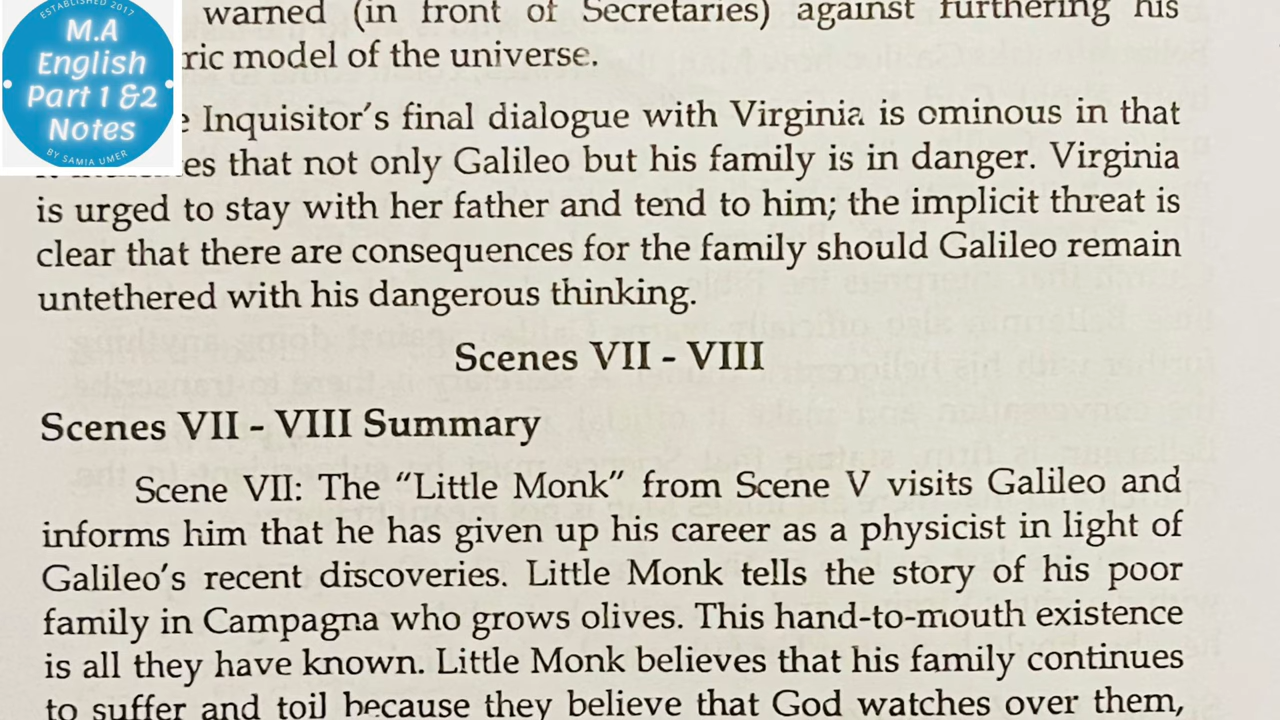 ESTABLISHED 2017
M.A
English
Part 1 &2
Notes
BY SAMIA UMER
warned (in front of Secretaries) against furthering his
ric model of the universe.
e Inquisitor's final dialogue with Virginia is ominous in that
es that not only Galileo but his family is in danger. Virginia
is urged to stay with her father and tend to him; the implicit threat is
clear that there are consequences for the family should Galileo remain
untethered with his dangerous thinking.
Scenes VII - VIII
Scenes VII - VIII Summary
Scene VII: The “Little Monk” from Scene V visits Galileo and
informs him that he has given up his career as a physicist in light of
Galileo's recent discoveries. Little Monk tells the story of his poor
family in Campagna who grows olives. This hand-to-mouth existence
is all they have known. Little Monk believes that his family continues
to suffer and toil because they believe that God watches over them,